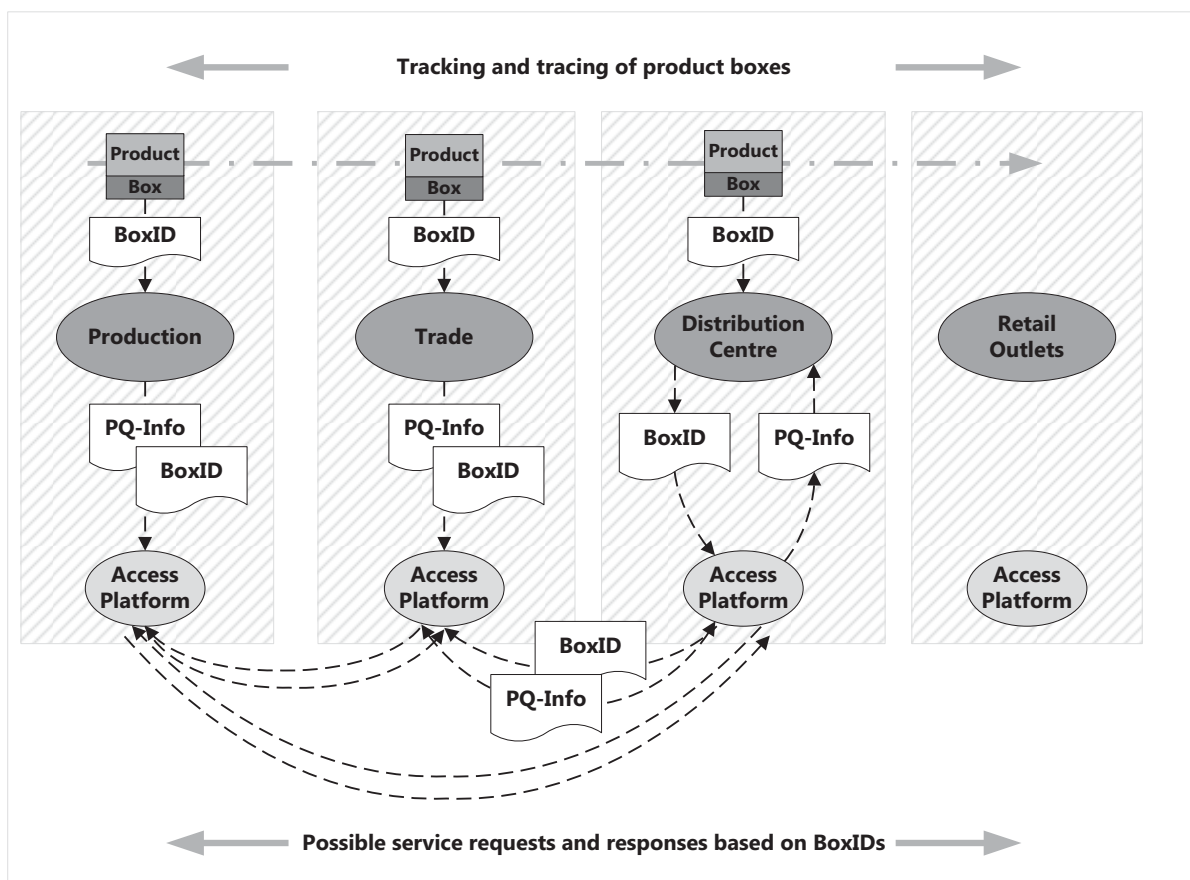 Tracking and tracing of product boxes
Product
Box
BoxID
Production
PQ-Info
BoxID
Access
Platform
Product
Box
BoxID
Trade
PQ-Info
BoxID
Access
Platform
Product
Box
BoxID
Distribution
Centre
BoxID
PQ-Info
Access
Platform
Retail
Outlets
Access
Platform
BoxID
PQ-Info
Possible service requests and responses based on BoxIDs